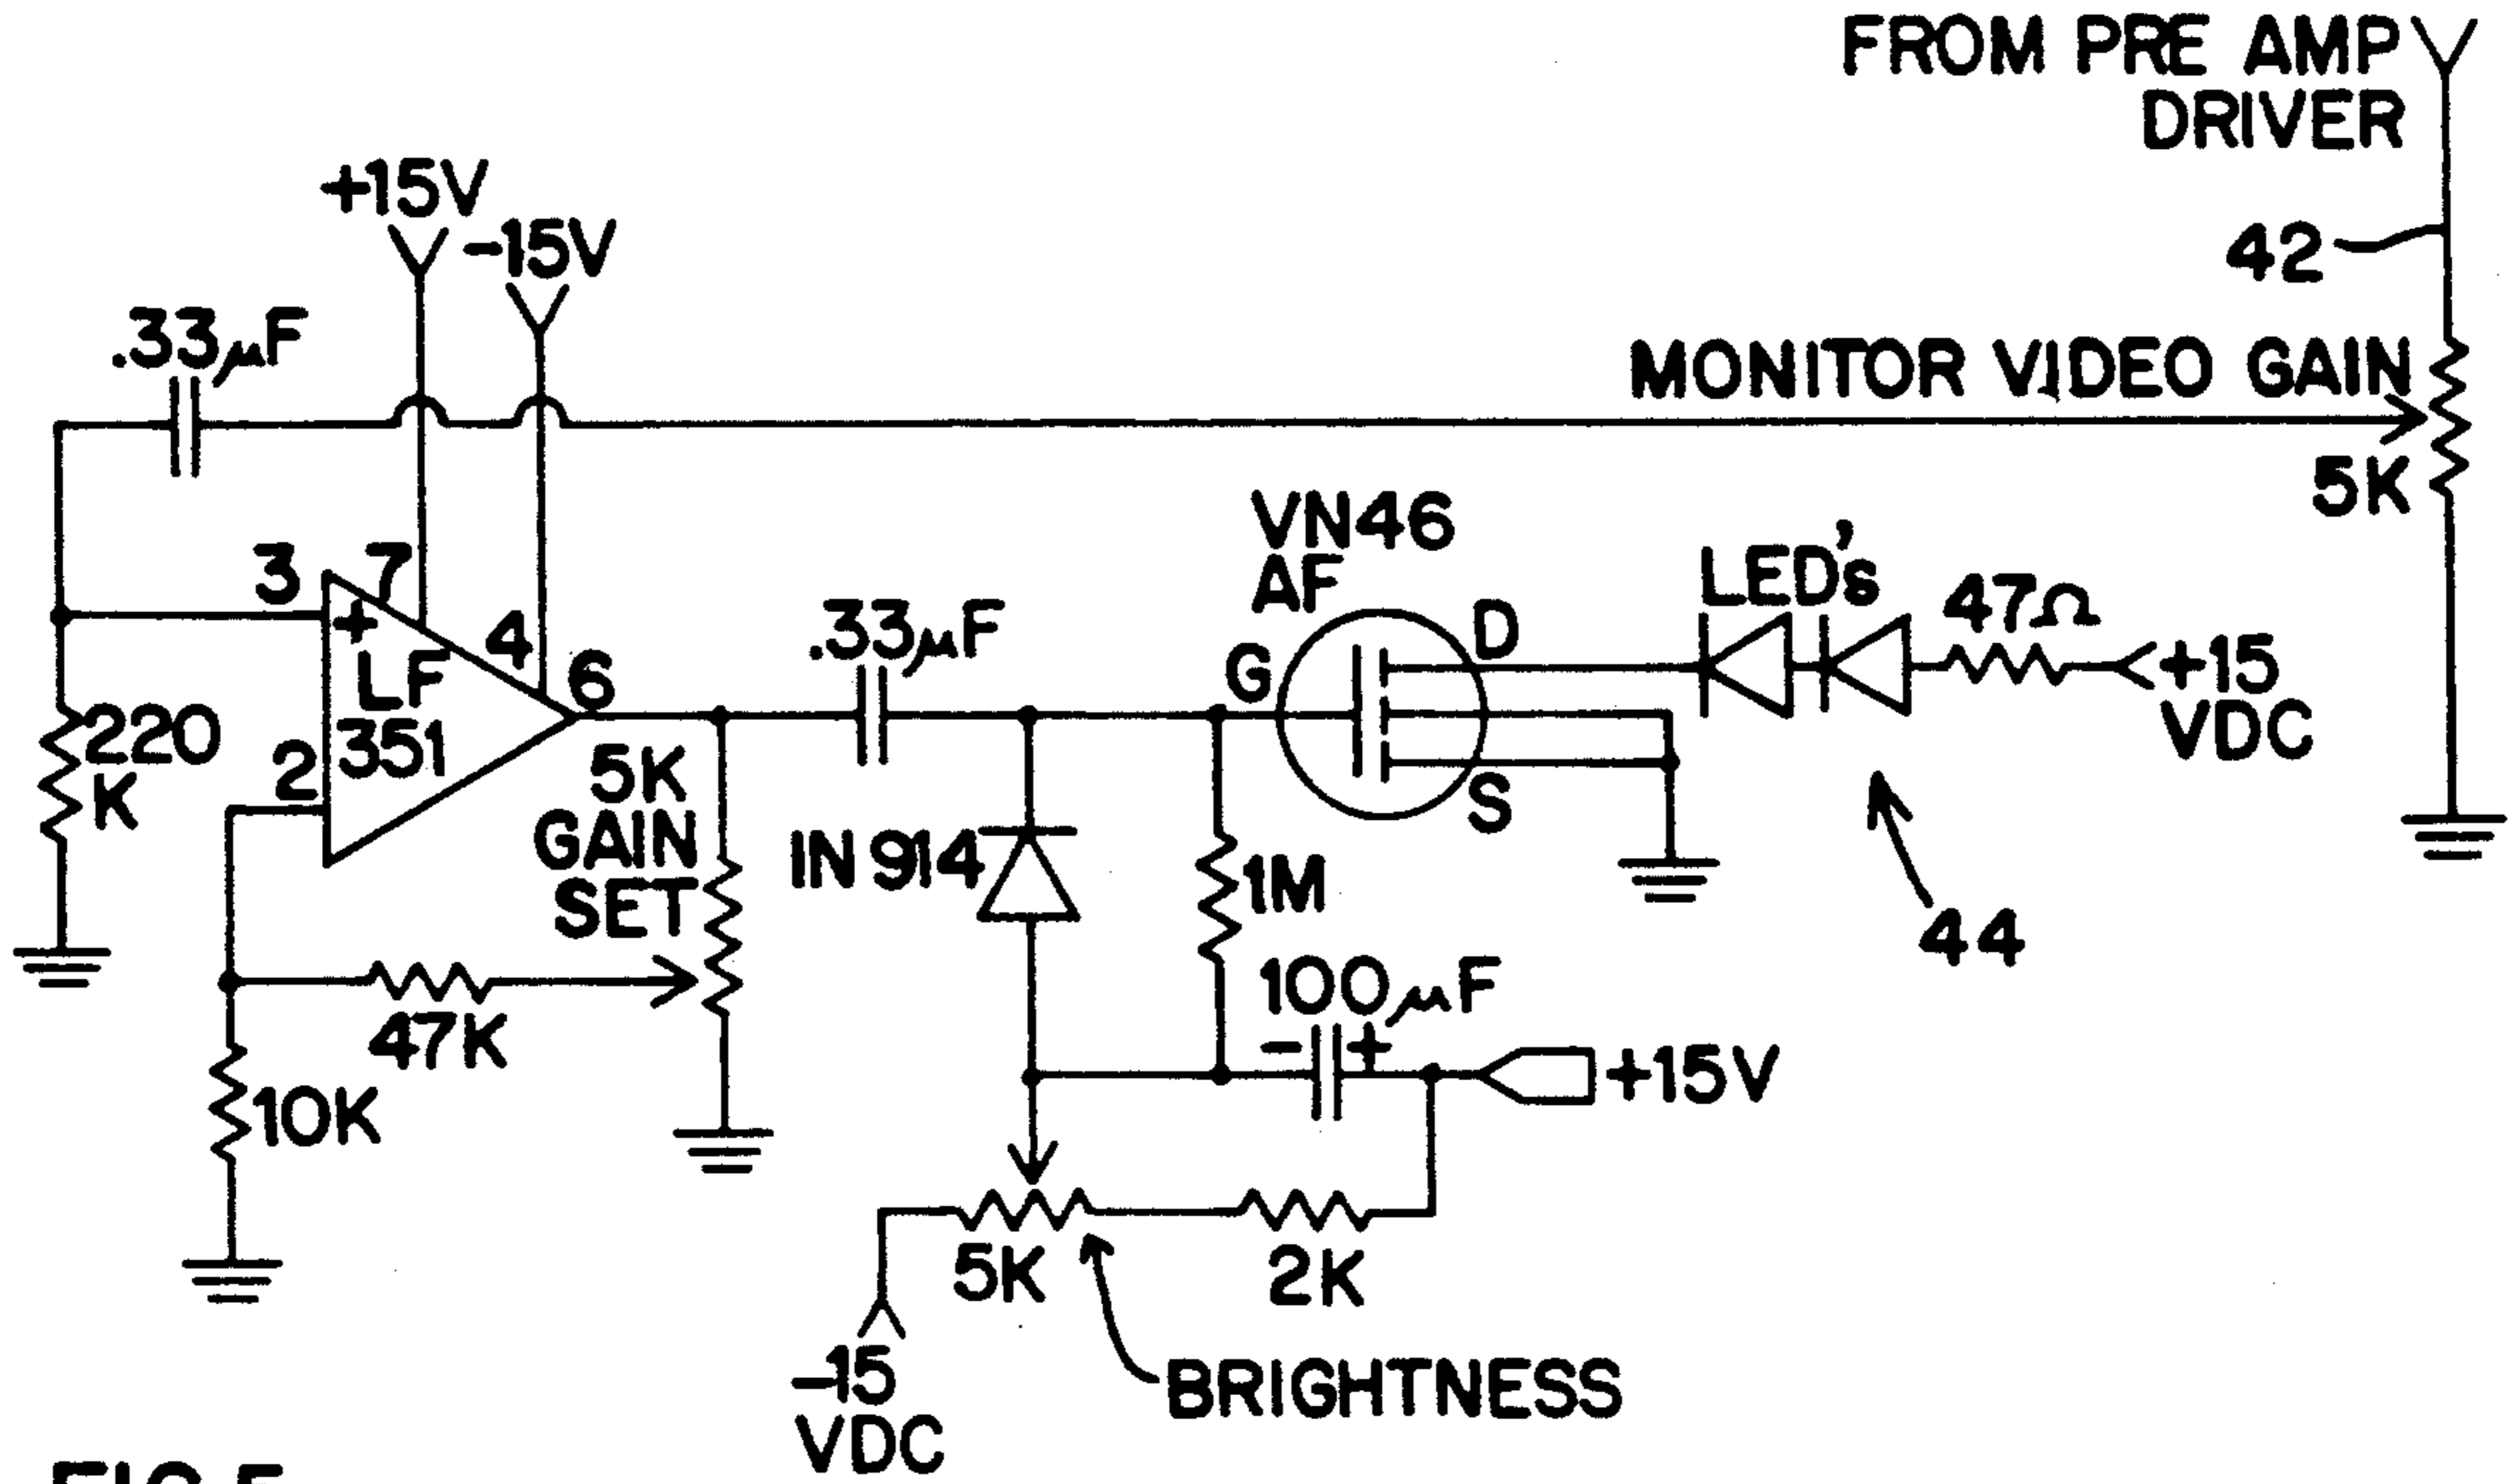 FROM PRE AMP
DRIVER
+15V
-15V
42
.33μF
MONITOR VIDEO GAIN
5K
VN46
AF
LED's
47Ω
+15
VDC
3
7
+
4
LF
351
6
2
.33μF
G
D
S
220
K
5K
GAIN
SET
IN914
1M
44
47K
100μF
- +
+15V
10K
5K
2K
-15
VDC
BRIGHTNESS